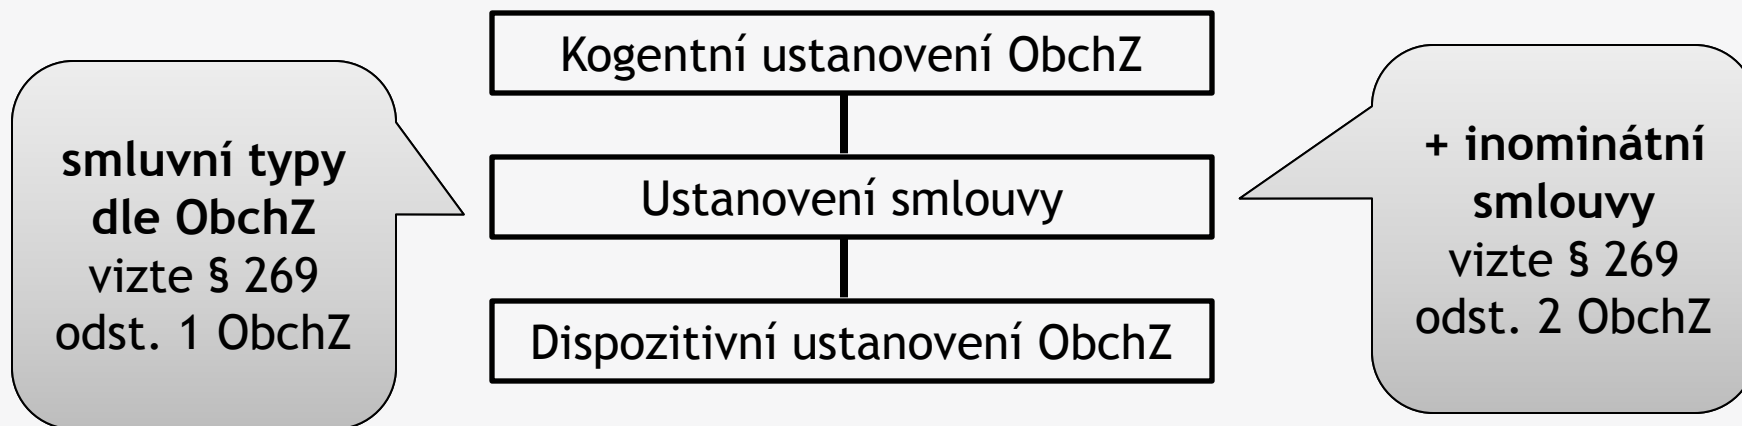 Kogentní ustanovení ObchZ
smluvní typy
dle ObchZ
vizte § 269
odst. 1 ObchZ
Ustanovení smlouvy
+ inominátní
smlouvy
vizte § 269
odst. 2 ObchZ
Dispozitivní ustanovení ObchZ